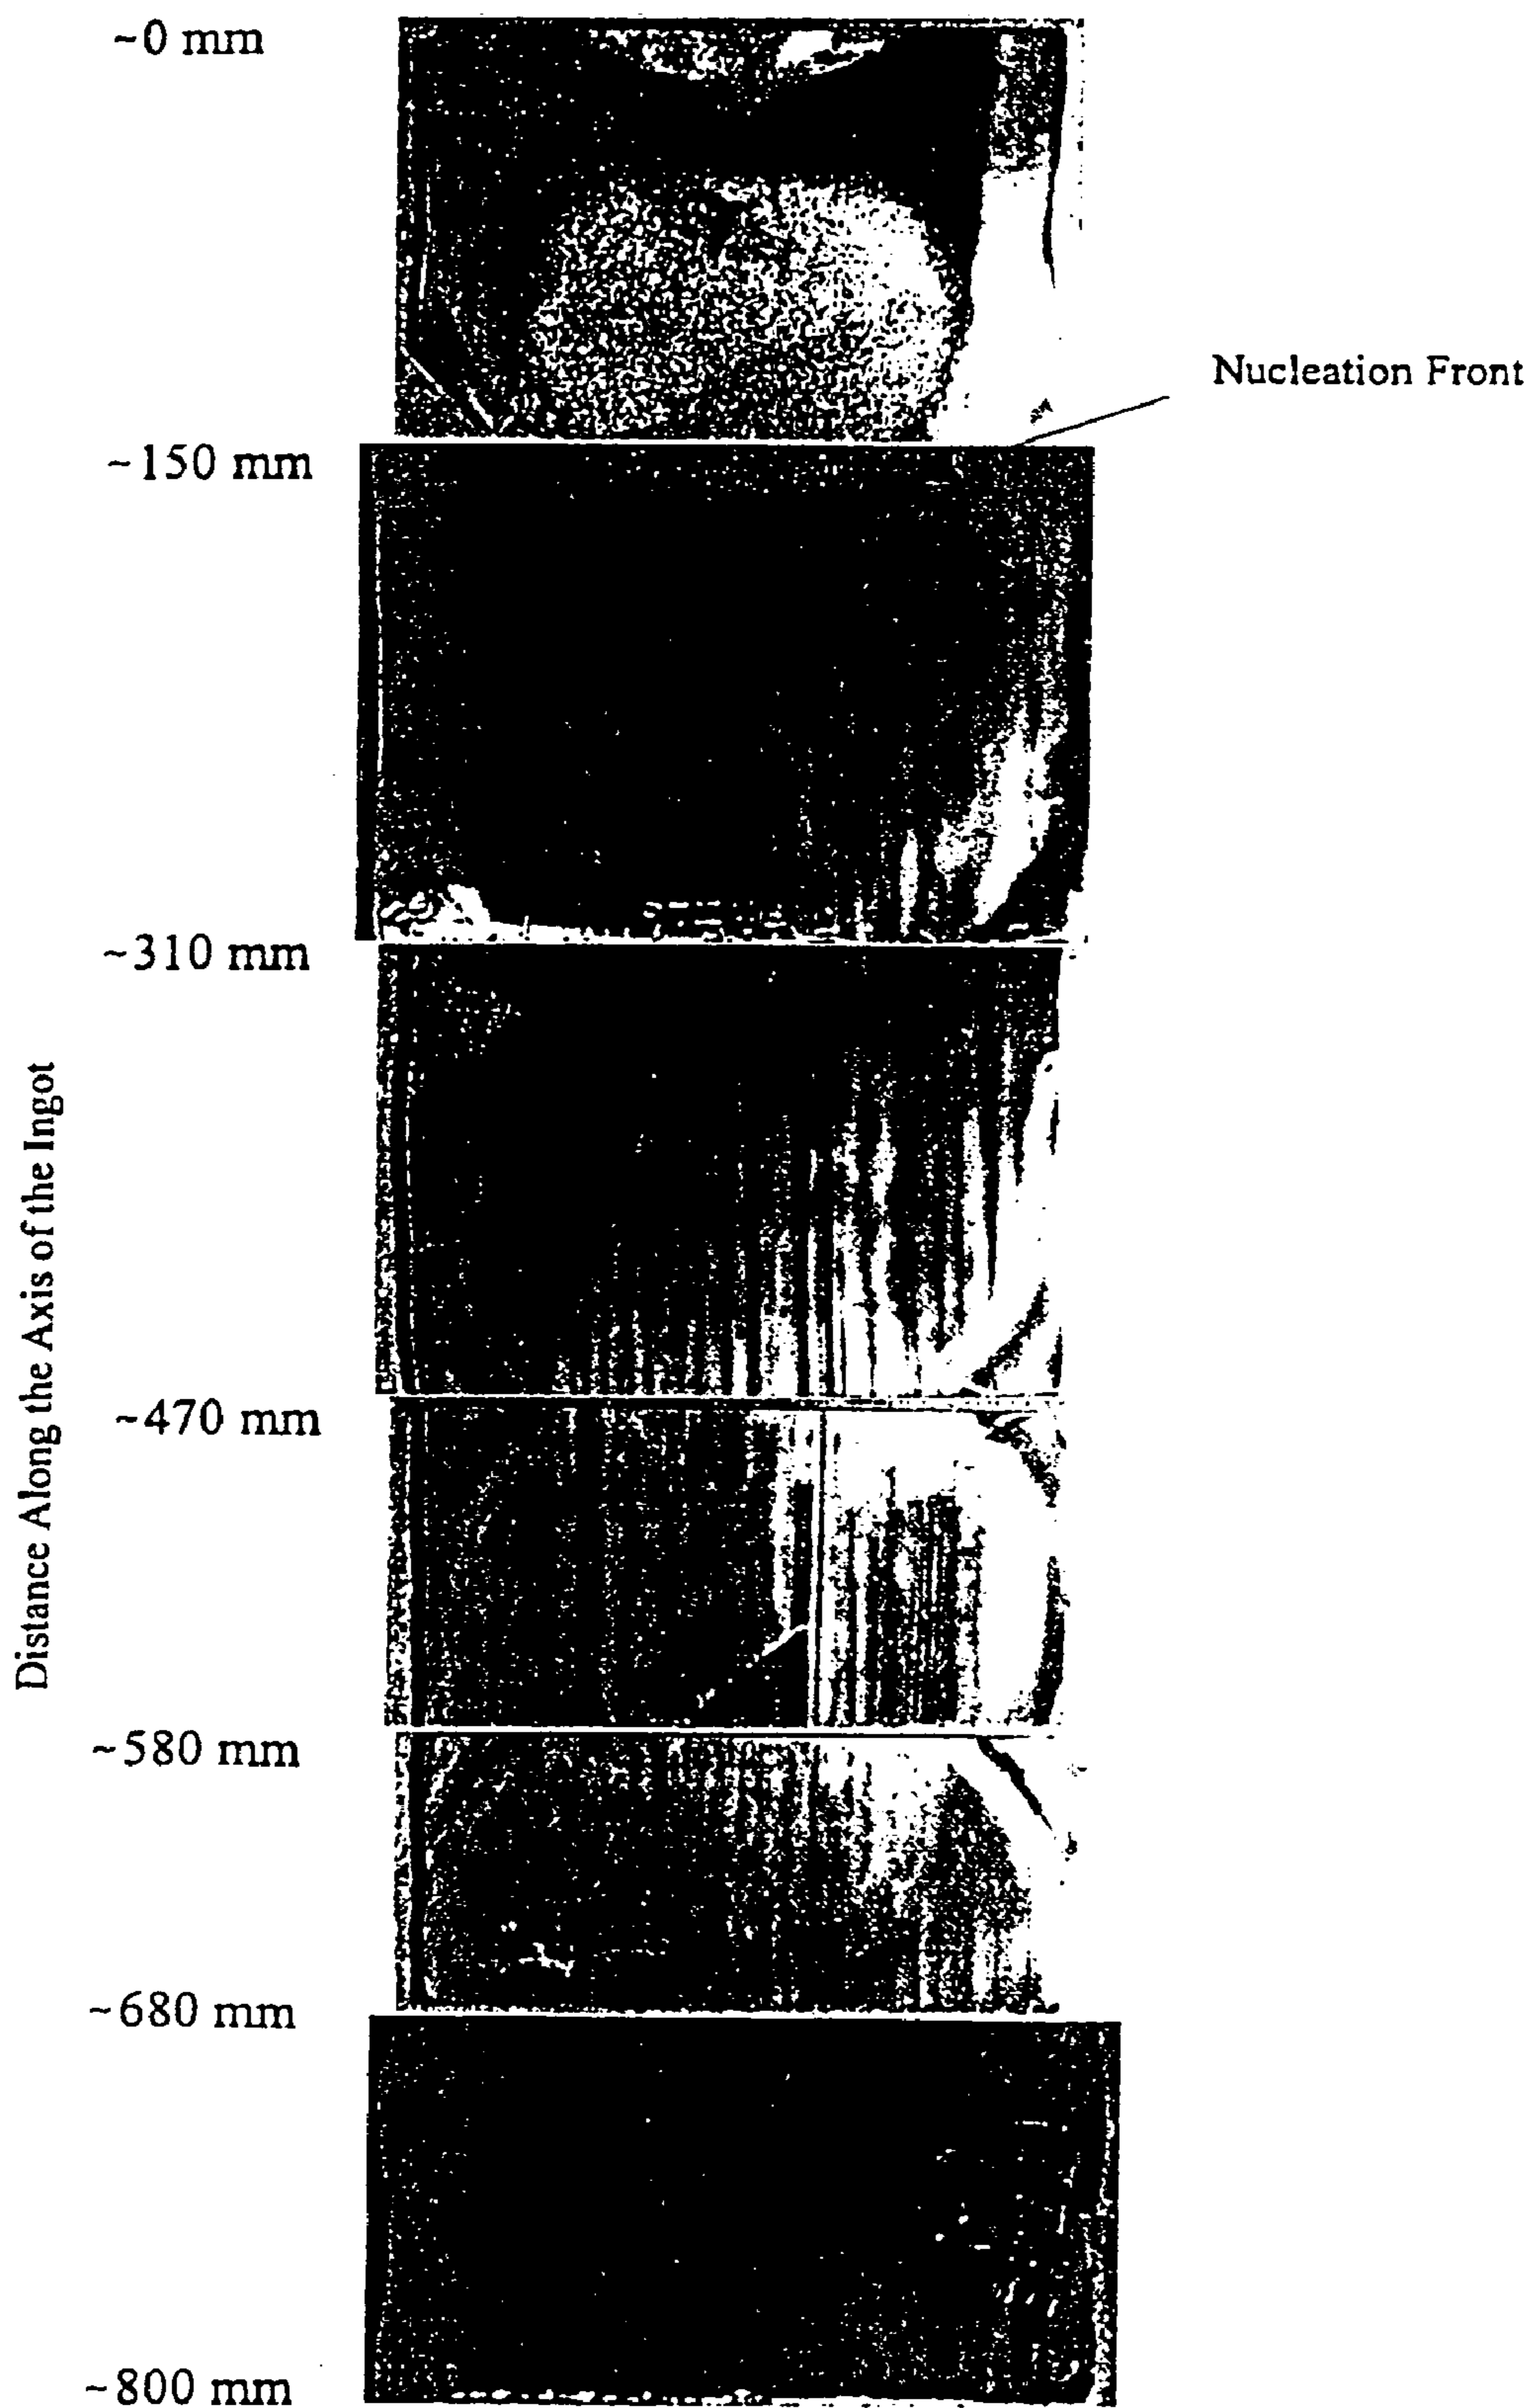 ~0 mm
Nucleation Front
~150 mm
~310 mm
Distance Along the Axis of the Ingot
~470 mm
~580 mm
~680 mm
~800 mm